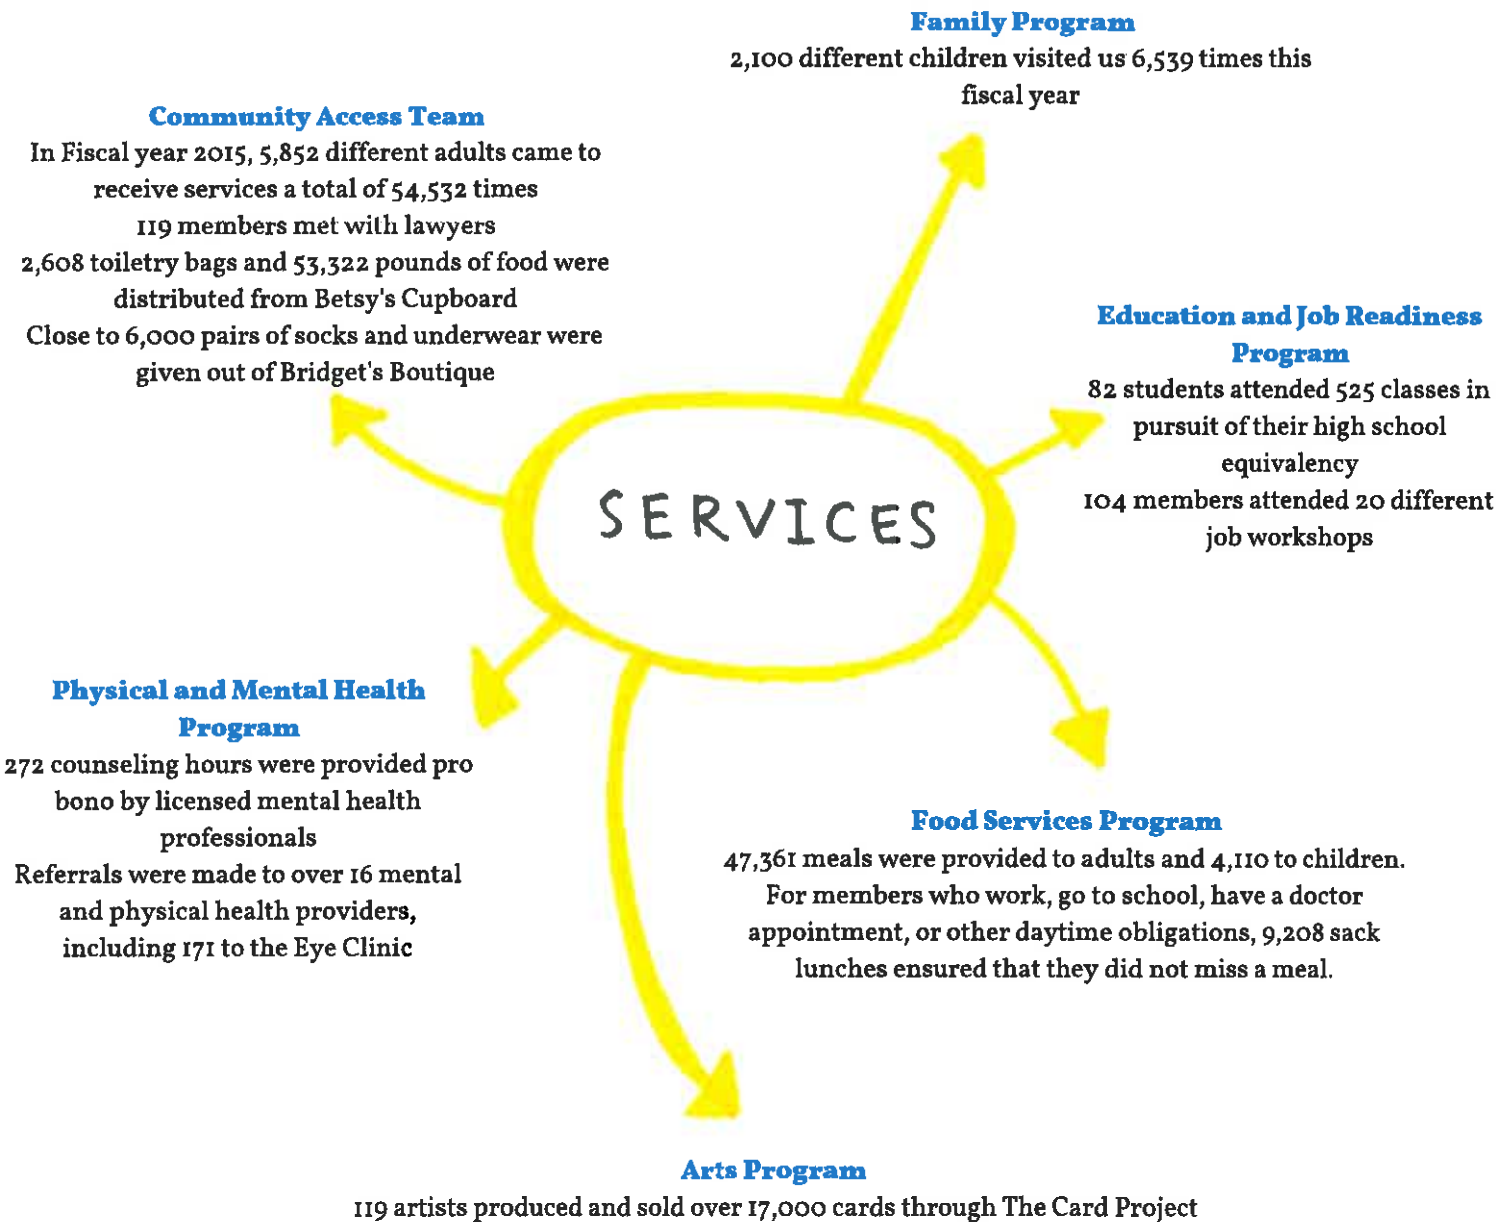 Family Program
2,100 different children visited us 6,539 times this
fiscal year
Community Access Team
In Fiscal year 2015, 5,852 different adults came to
receive services a total of 54,532 times
119 members met with lawyers
2,608 toiletry bags and 53,322 pounds of food were
distributed from Betsy's Cupboard
Close to 6,000 pairs of socks and underwear were
given out of Bridget's Boutique
Education and Job Readiness
Program
82 students attended 525 classes in
pursuit of their high school
equivalency
104 members attended 20 different
job workshops
SERVICES
Physical and Mental Health
Program
272 counseling hours were provided pro
bono by licensed mental health
professionals
Referrals were made to over 16 mental
and physical health providers,
including 171 to the Eye Clinic
Food Services Program
47,361 meals were provided to adults and 4,110 to children.
For members who work, go to school, have a doctor
appointment, or other daytime obligations, 9,208 sack
lunches ensured that they did not miss a meal.
Arts Program
119 artists produced and sold over 17,000 cards through The Card Project